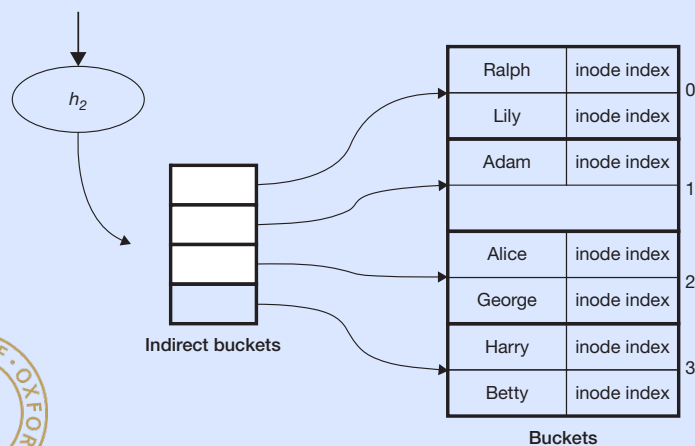 h2
Ralph inode index
0
Lily inode index
Adam inode index
1
Alice inode index
2
George inode index
Harry inode index
3
Betty inode index
Indirect buckets
Buckets
OXFOR